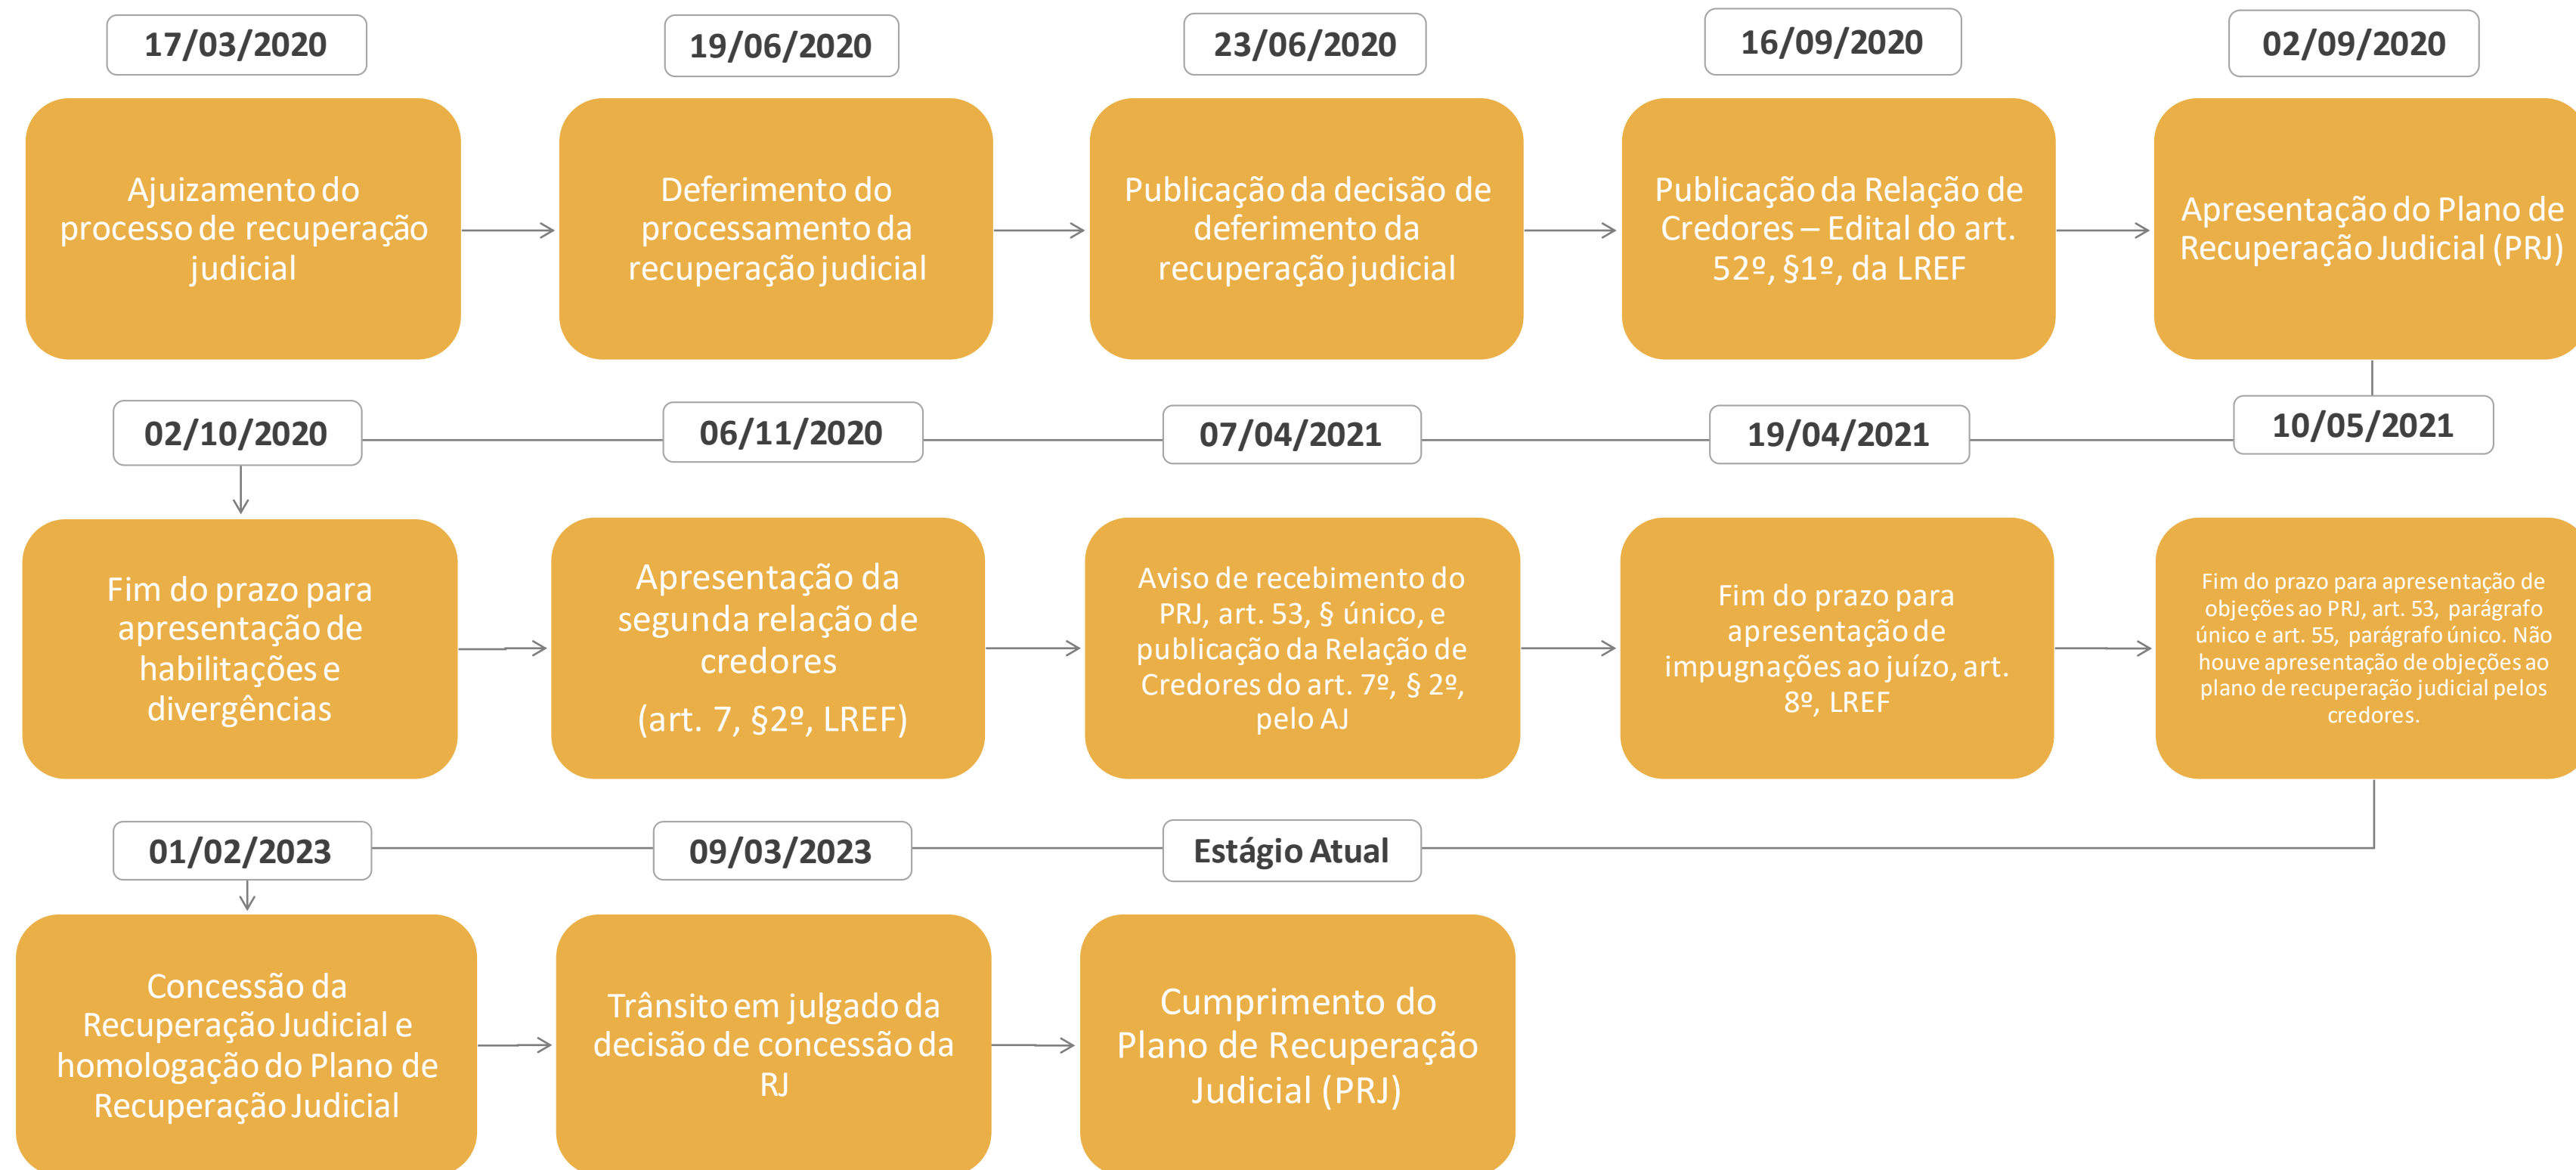 17/03/2020
19/06/2020
23/06/2020
16/09/2020
02/09/2020
Ajuizamento do
processo de recuperação
judicial
Deferimento do
processamento da
recuperação judicial
Publicação da decisão de
deferimento da
recuperação judicial
Publicação da Relação de
Credores – Edital do art.
52º, §1º, da LREF
Apresentação do Plano de
Recuperação Judicial (PRJ)
02/10/2020
06/11/2020
07/04/2021
19/04/2021
10/05/2021
Fim do prazo para
apresentação de
habilitações e
divergências
Apresentação da
segunda relação de
credores
(art. 7, §2º, LREF)
Aviso de recebimento do
PRJ, art. 53, § único, e
publicação da Relação de
Credores do art. 7º, § 2º,
pelo AJ
Fim do prazo para
apresentação de
impugnações ao juízo, art.
8º, LREF
Fim do prazo para apresentação de
objeções ao PRJ, art. 53, parágrafo
único e art. 55, parágrafo único. Não
houve apresentação de objeções ao
plano de recuperação judicial pelos
credores.
01/02/2023
09/03/2023
Estágio Atual
Concessão da
Recuperação Judicial e
homologação do Plano de
Recuperação Judicial
Trânsito em julgado da
decisão de concessão da
RJ
Cumprimento do
Plano de Recuperação
Judicial (PRJ)